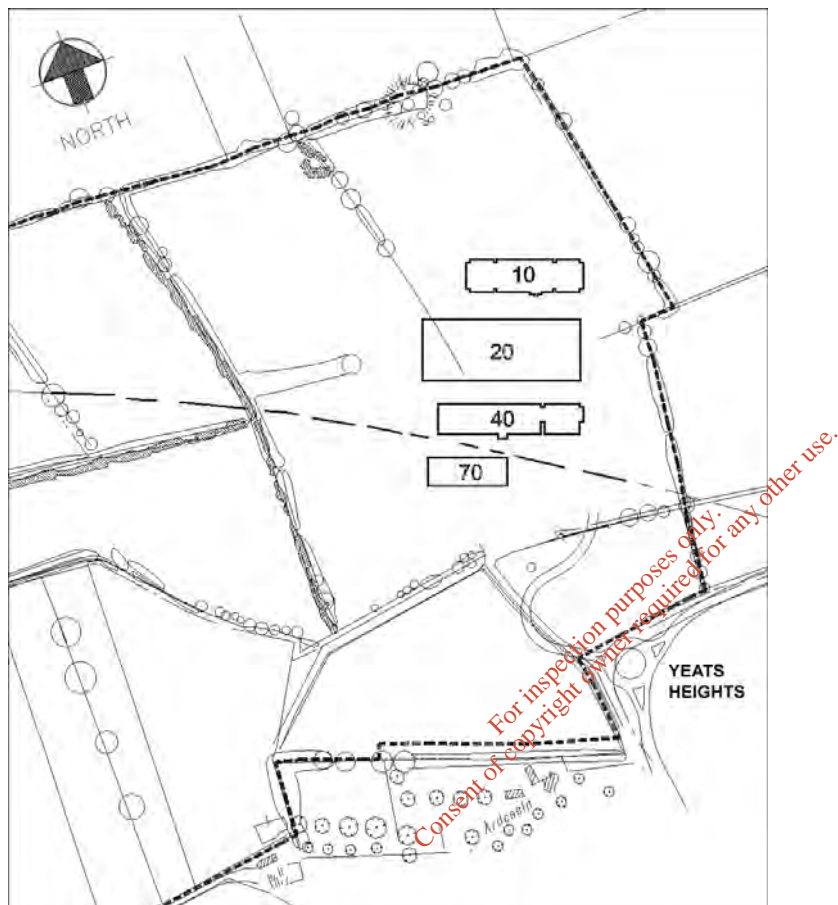 NORTH
10
20
40
70
For inspection purposes only.
Consent of copyright owner required for any other use.
YEATS
HEIGHTS